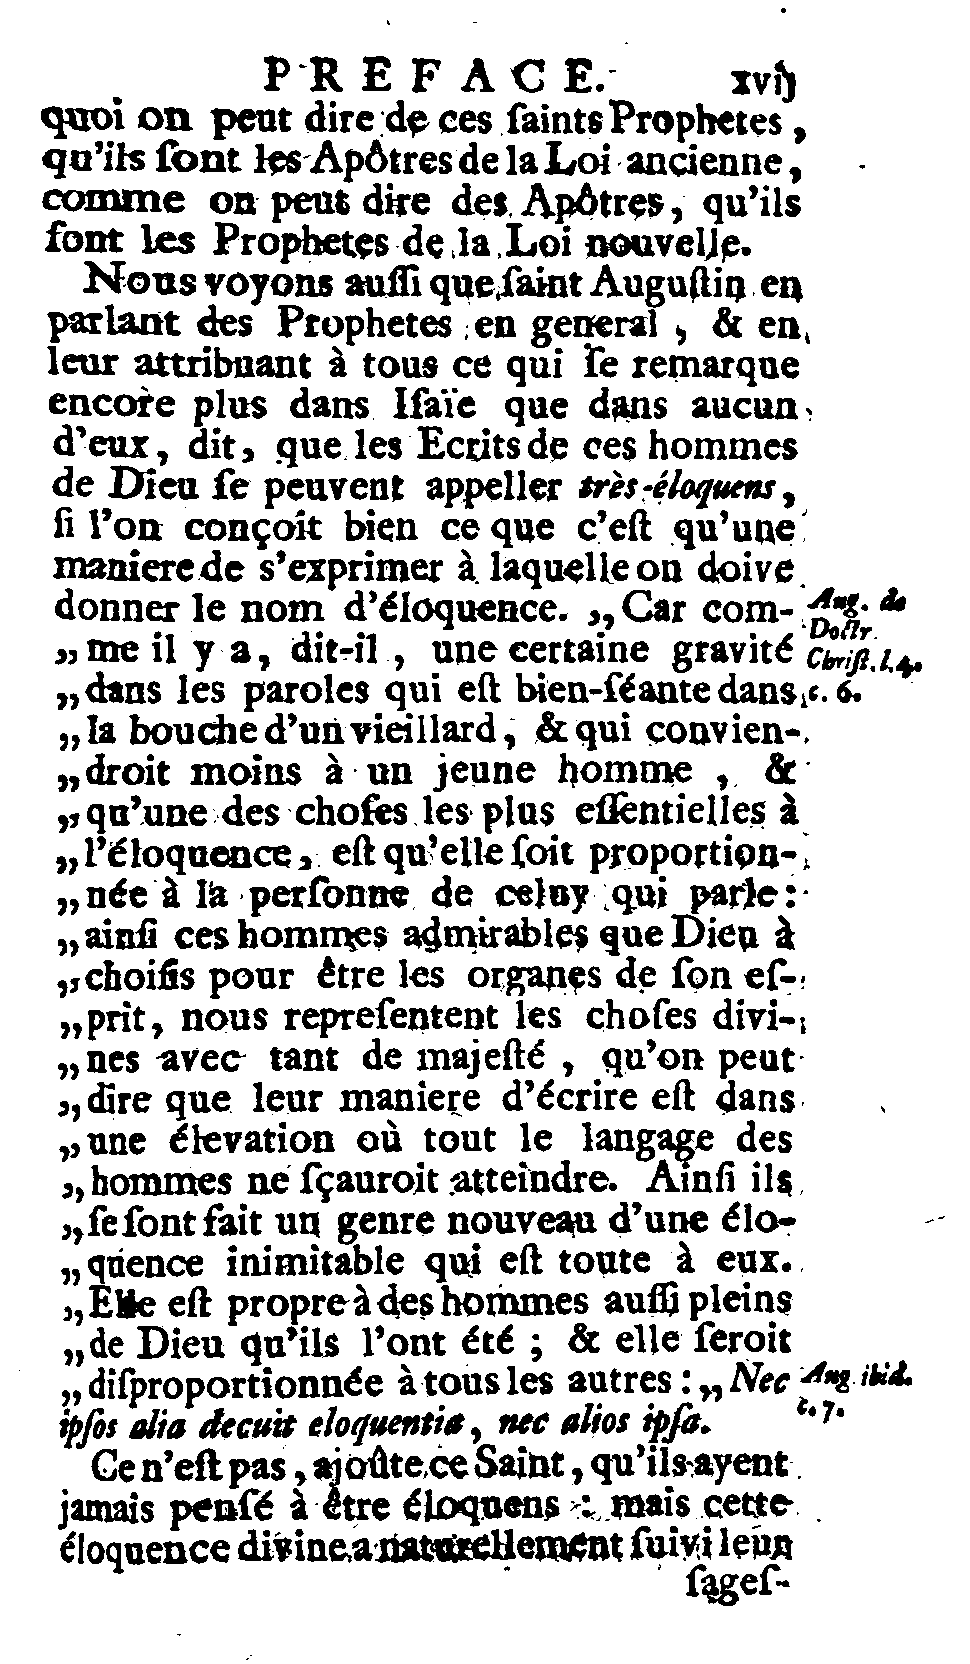 PREFACE. xvij
quoi on peut dire de ces ſaints Prophetes,
qu'ils ſont les Apôtres de la Loi ancienne,
comme on peut dire des Apôtres, qu'ils
ſont les Prophetes de la Loi nouvelle.
Nous voyons auſſi que ſaint Auguſtin en
parlant des Prophetes en general, & en
leur attribuant à tous ce qui ſe remarque
encore plus dans Iſaïe que dans aucun
d'eux, dit, que les Ecrits de ces hommes
de Dieu ſe peuvent appeller très-éloquens,
ſi l'on conçoit bien ce que c'eſt qu'une
maniere de s'exprimer à laquelle on doive
donner le nom d'éloquence. „Car com-
„me il y a, dit-il, une certaine gravité
„dans les paroles qui eſt bien-ſéante dans
„la bouche d'un vieillard, & qui convien-
„droit moins à un jeune homme, &
„qu'une des choſes les plus eſſentielles à
„l'éloquence, eſt qu'elle ſoit proportion-
„née à la perſonne de celuy qui parle:
„ainſi ces hommes admirables que Dieu à
„choiſis pour être les organes de ſon eſ-
„prit, nous repreſentent les choſes divi-
„nes avec tant de majeſté, qu'on peut
„dire que leur maniere d'écrire eſt dans
„une élevation où tout le langage des
„hommes ne ſçauroit atteindre. Ainſi ils
„ſe ſont fait un genre nouveau d'une élo-
„quence inimitable qui eſt toute à eux.
„Elle eſt propre à des hommes auſſi pleins
„de Dieu qu'ils l'ont été; & elle ſeroit
„diſproportionnée à tous les autres:„ Nec
ipſos alia decuit eloquentia, nec alios ipſa.
Ce n'eſt pas, ajoûte ce Saint, qu'ils ayent
jamais penſé à être éloquens: mais cette
éloquence divine a naturellement ſuivi leur
ſageſ-
Aug. de
Doctr.
Chriſt. l. 4.
c. 6.
Aug. ibid.
c. 7.